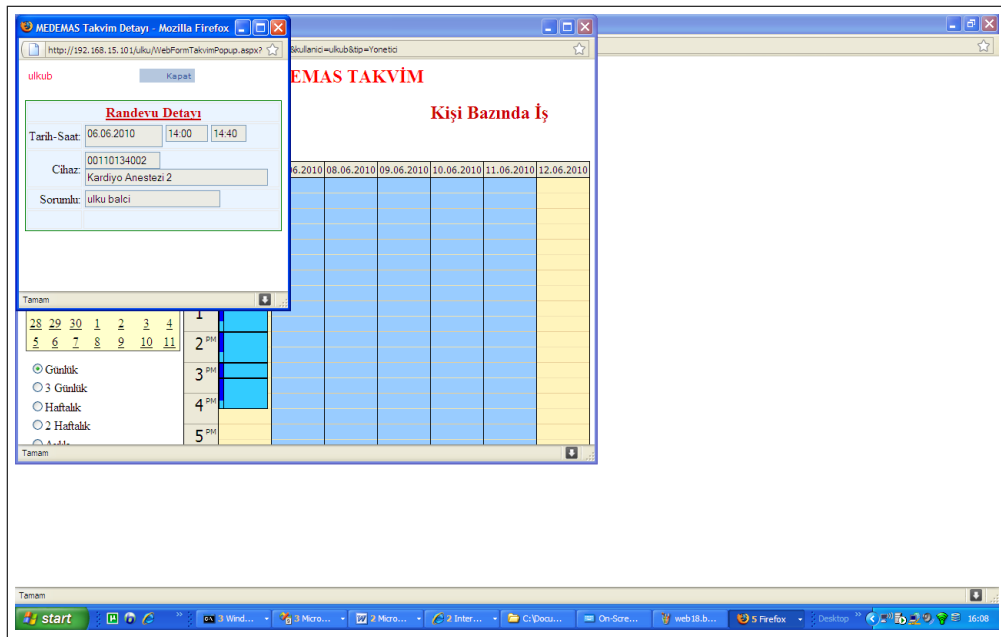 MEDEMAS Takvim Detayı - Mozilla Firefox
http://192.168.15.101/ulku/WebFormTakvimPopup.aspx?
&kullanici=ulkub&tip=Yonetici
ulkub
Kapat
EMAS TAKVİM
Randevu Detayı
Kişi Bazında İş
Tarih-Saat: 06.06.2010 14:00 14:40
Cihaz: 00110134002
Kardiyo Anestezi 2
Sorumlu: ulku balci
06.2010 08.06.2010 09.06.2010 10.06.2010 11.06.2010 12.06.2010
Tamam
28 29 30 1 2 3 4
5 6 7 8 9 10 11
1
2 PM
3 PM
4 PM
5 PM
Günlük
3 Günlük
Haftalık
2 Haftalık
Tamam
Tamam
start
3 Wind...
3 Micro...
2 Micro...
2 Inter...
C:\Docu...
On-Scre...
web18.b...
5 Firefox
Desktop
16:08